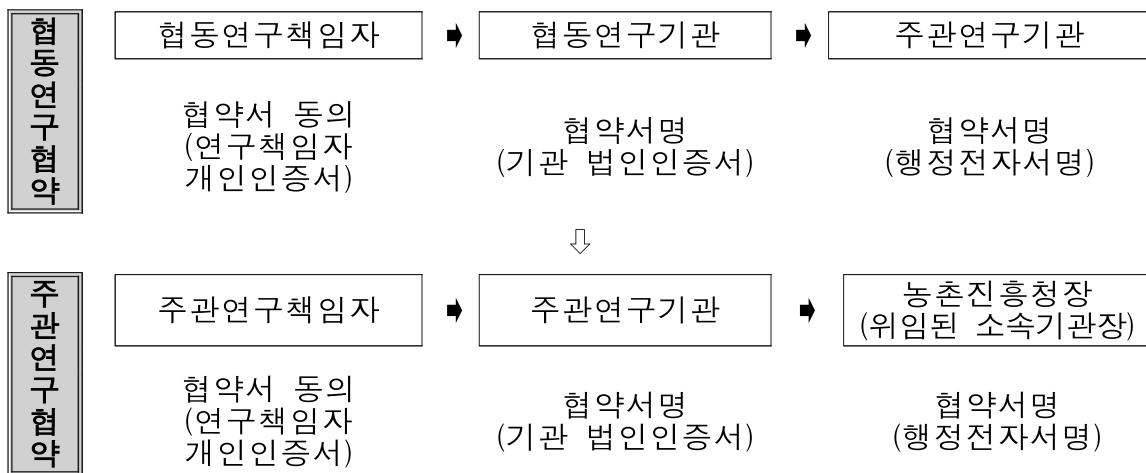 협동연구협약
협동연구책임자 ➡ 협동연구기관 ➡ 주관연구기관
협약서 동의
(연구책임자
개인인증서)
협약서명
(기관 법인인증서)
협약서명
(행정전자서명)
⇩
주관연구협약
주관연구책임자 ➡ 주관연구기관 ➡ 농촌진흥청장
(위임된 소속기관장)
협약서 동의
(연구책임자
개인인증서)
협약서명
(기관 법인인증서)
협약서명
(행정전자서명)